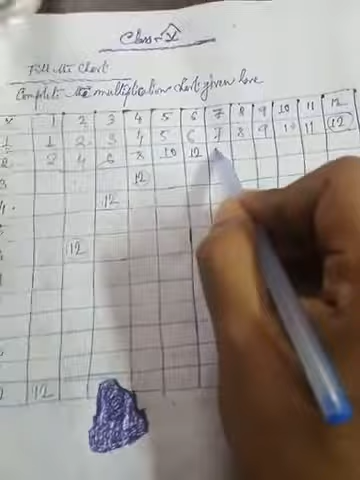 Class - V
Fill the chart
Complete the multiplication chart given here
x 1 2 3 4 5 6 7 8 9 10 11 12
1 1 2 3 4 5 6 7 8 9 10 11 12
2 2 4 6 8 10 12
3 12
4 12
12
12